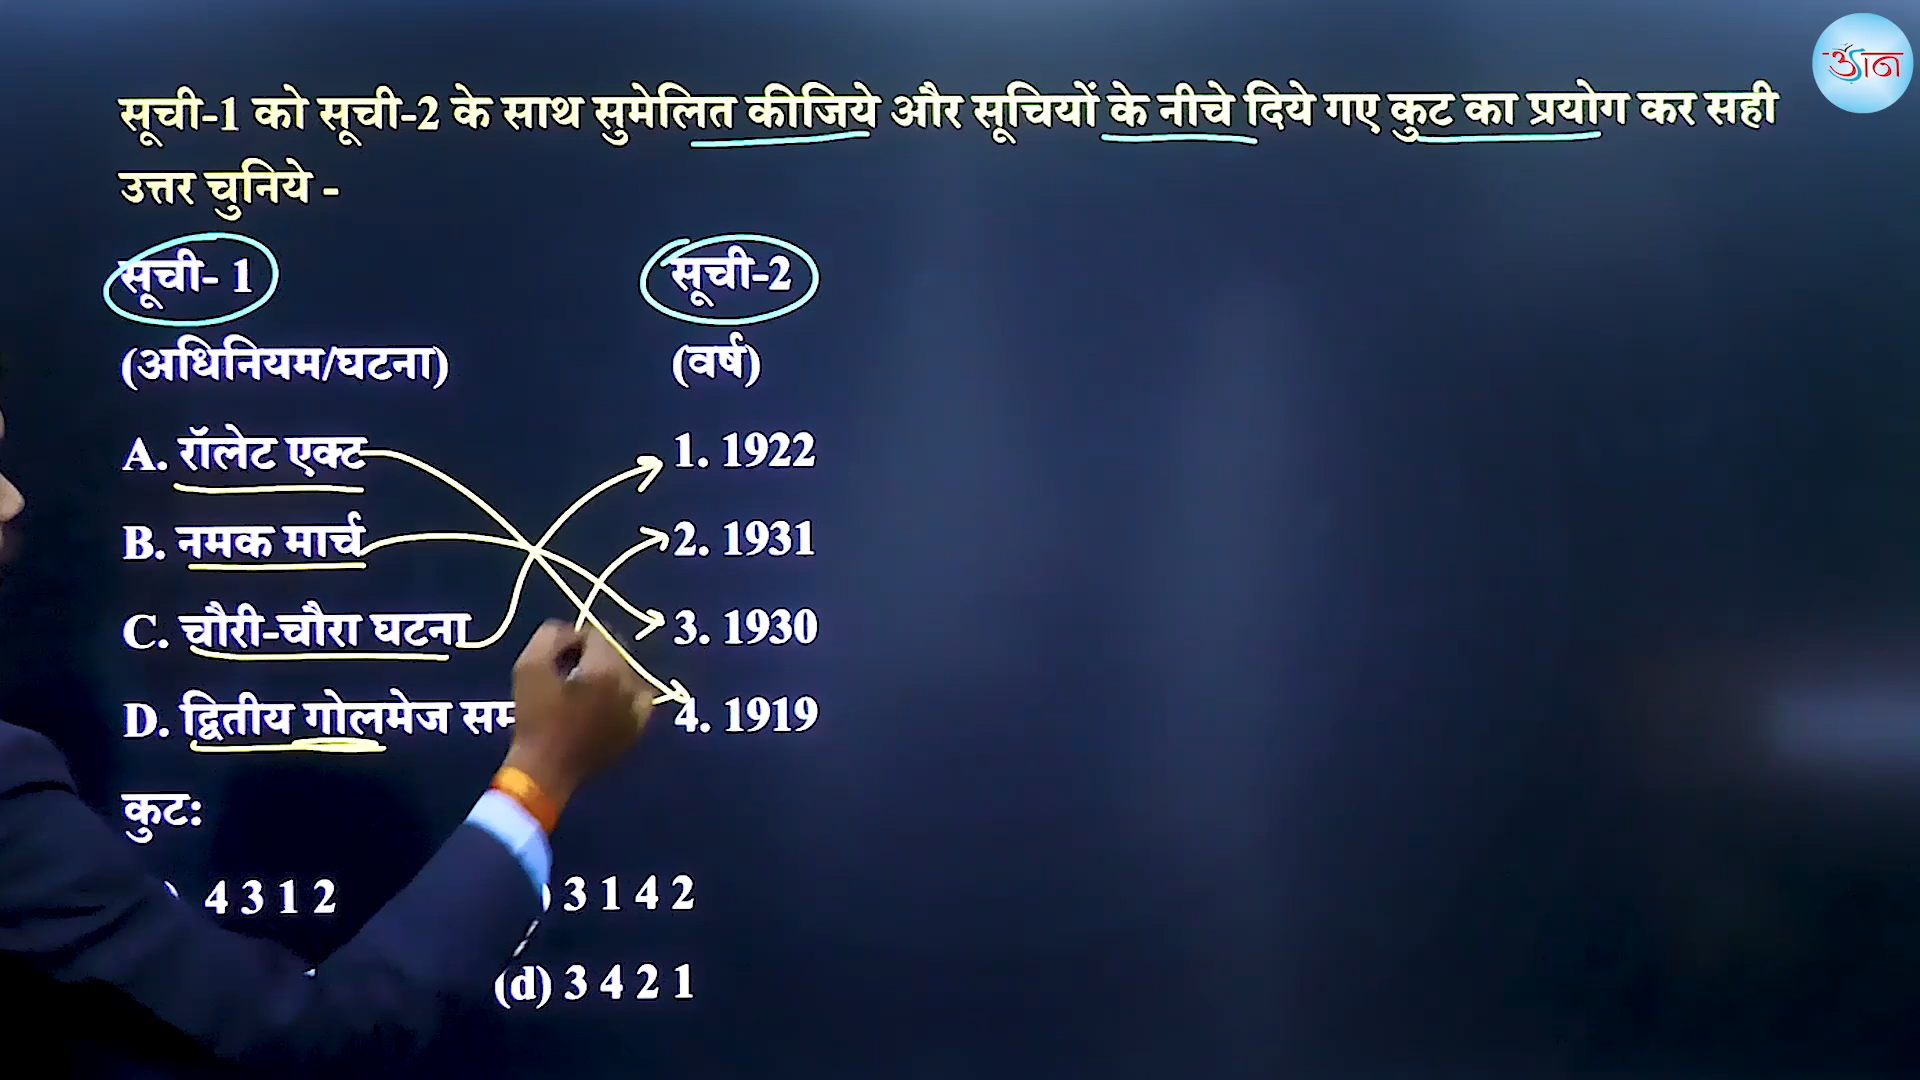 उड़ान
सूची-1 को सूची-2 के साथ सुमेलित कीजिये और सूचियों के नीचे दिये गए कुट का प्रयोग कर सही
उत्तर चुनिये -
सूची- 1 सूची-2
(अधिनियम/घटना) (वर्ष)
A. रॉलेट एक्ट 1. 1922
B. नमक मार्च 2. 1931
C. चौरी-चौरा घटना 3. 1930
D. द्वितीय गोलमेज 4. 1919
कुटः
4 3 1 2 ) 3 1 4 2
(d) 3 4 2 1